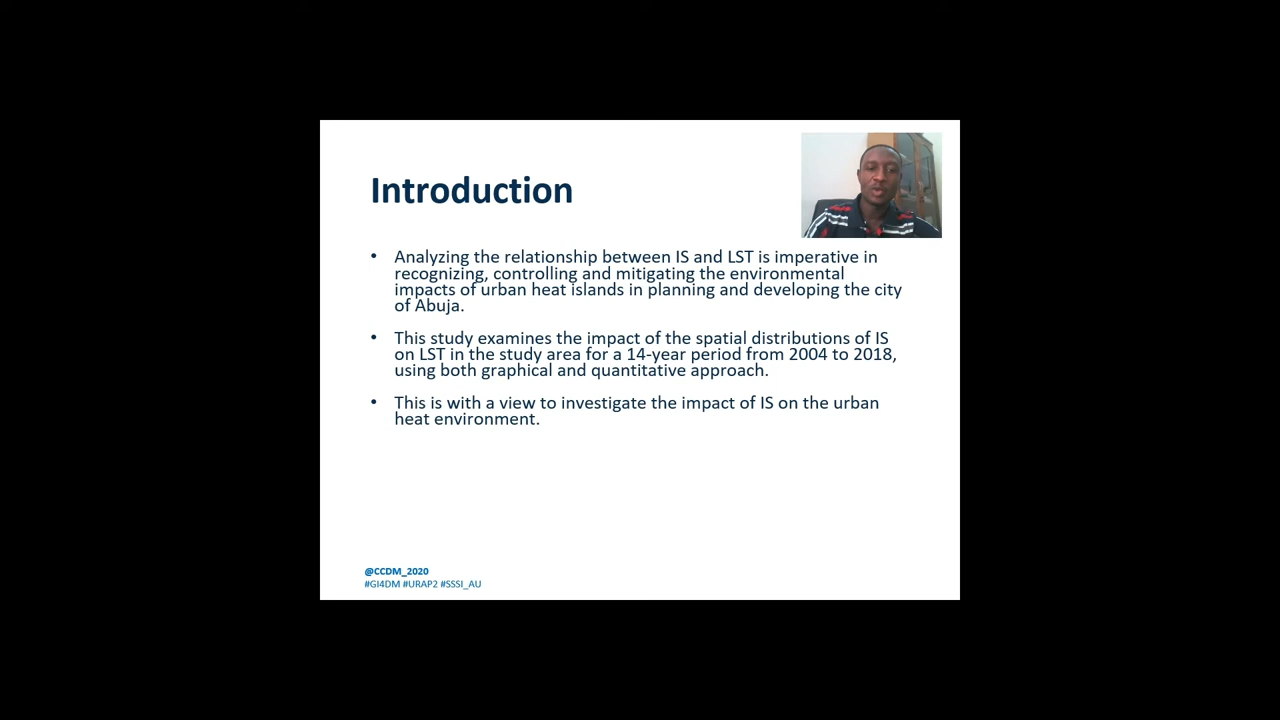 Introduction
• Analyzing the relationship between IS and LST is imperative in
recognizing, controlling and mitigating the environmental
impacts of urban heat islands in planning and developing the city
of Abuja.
• This study examines the impact of the spatial distributions of IS
on LST in the study area for a 14-year period from 2004 to 2018,
using both graphical and quantitative approach.
• This is with a view to investigate the impact of IS on the urban
heat environment.
@CCDM_2020
#GI4DM #URAP2 #SSSI_AU